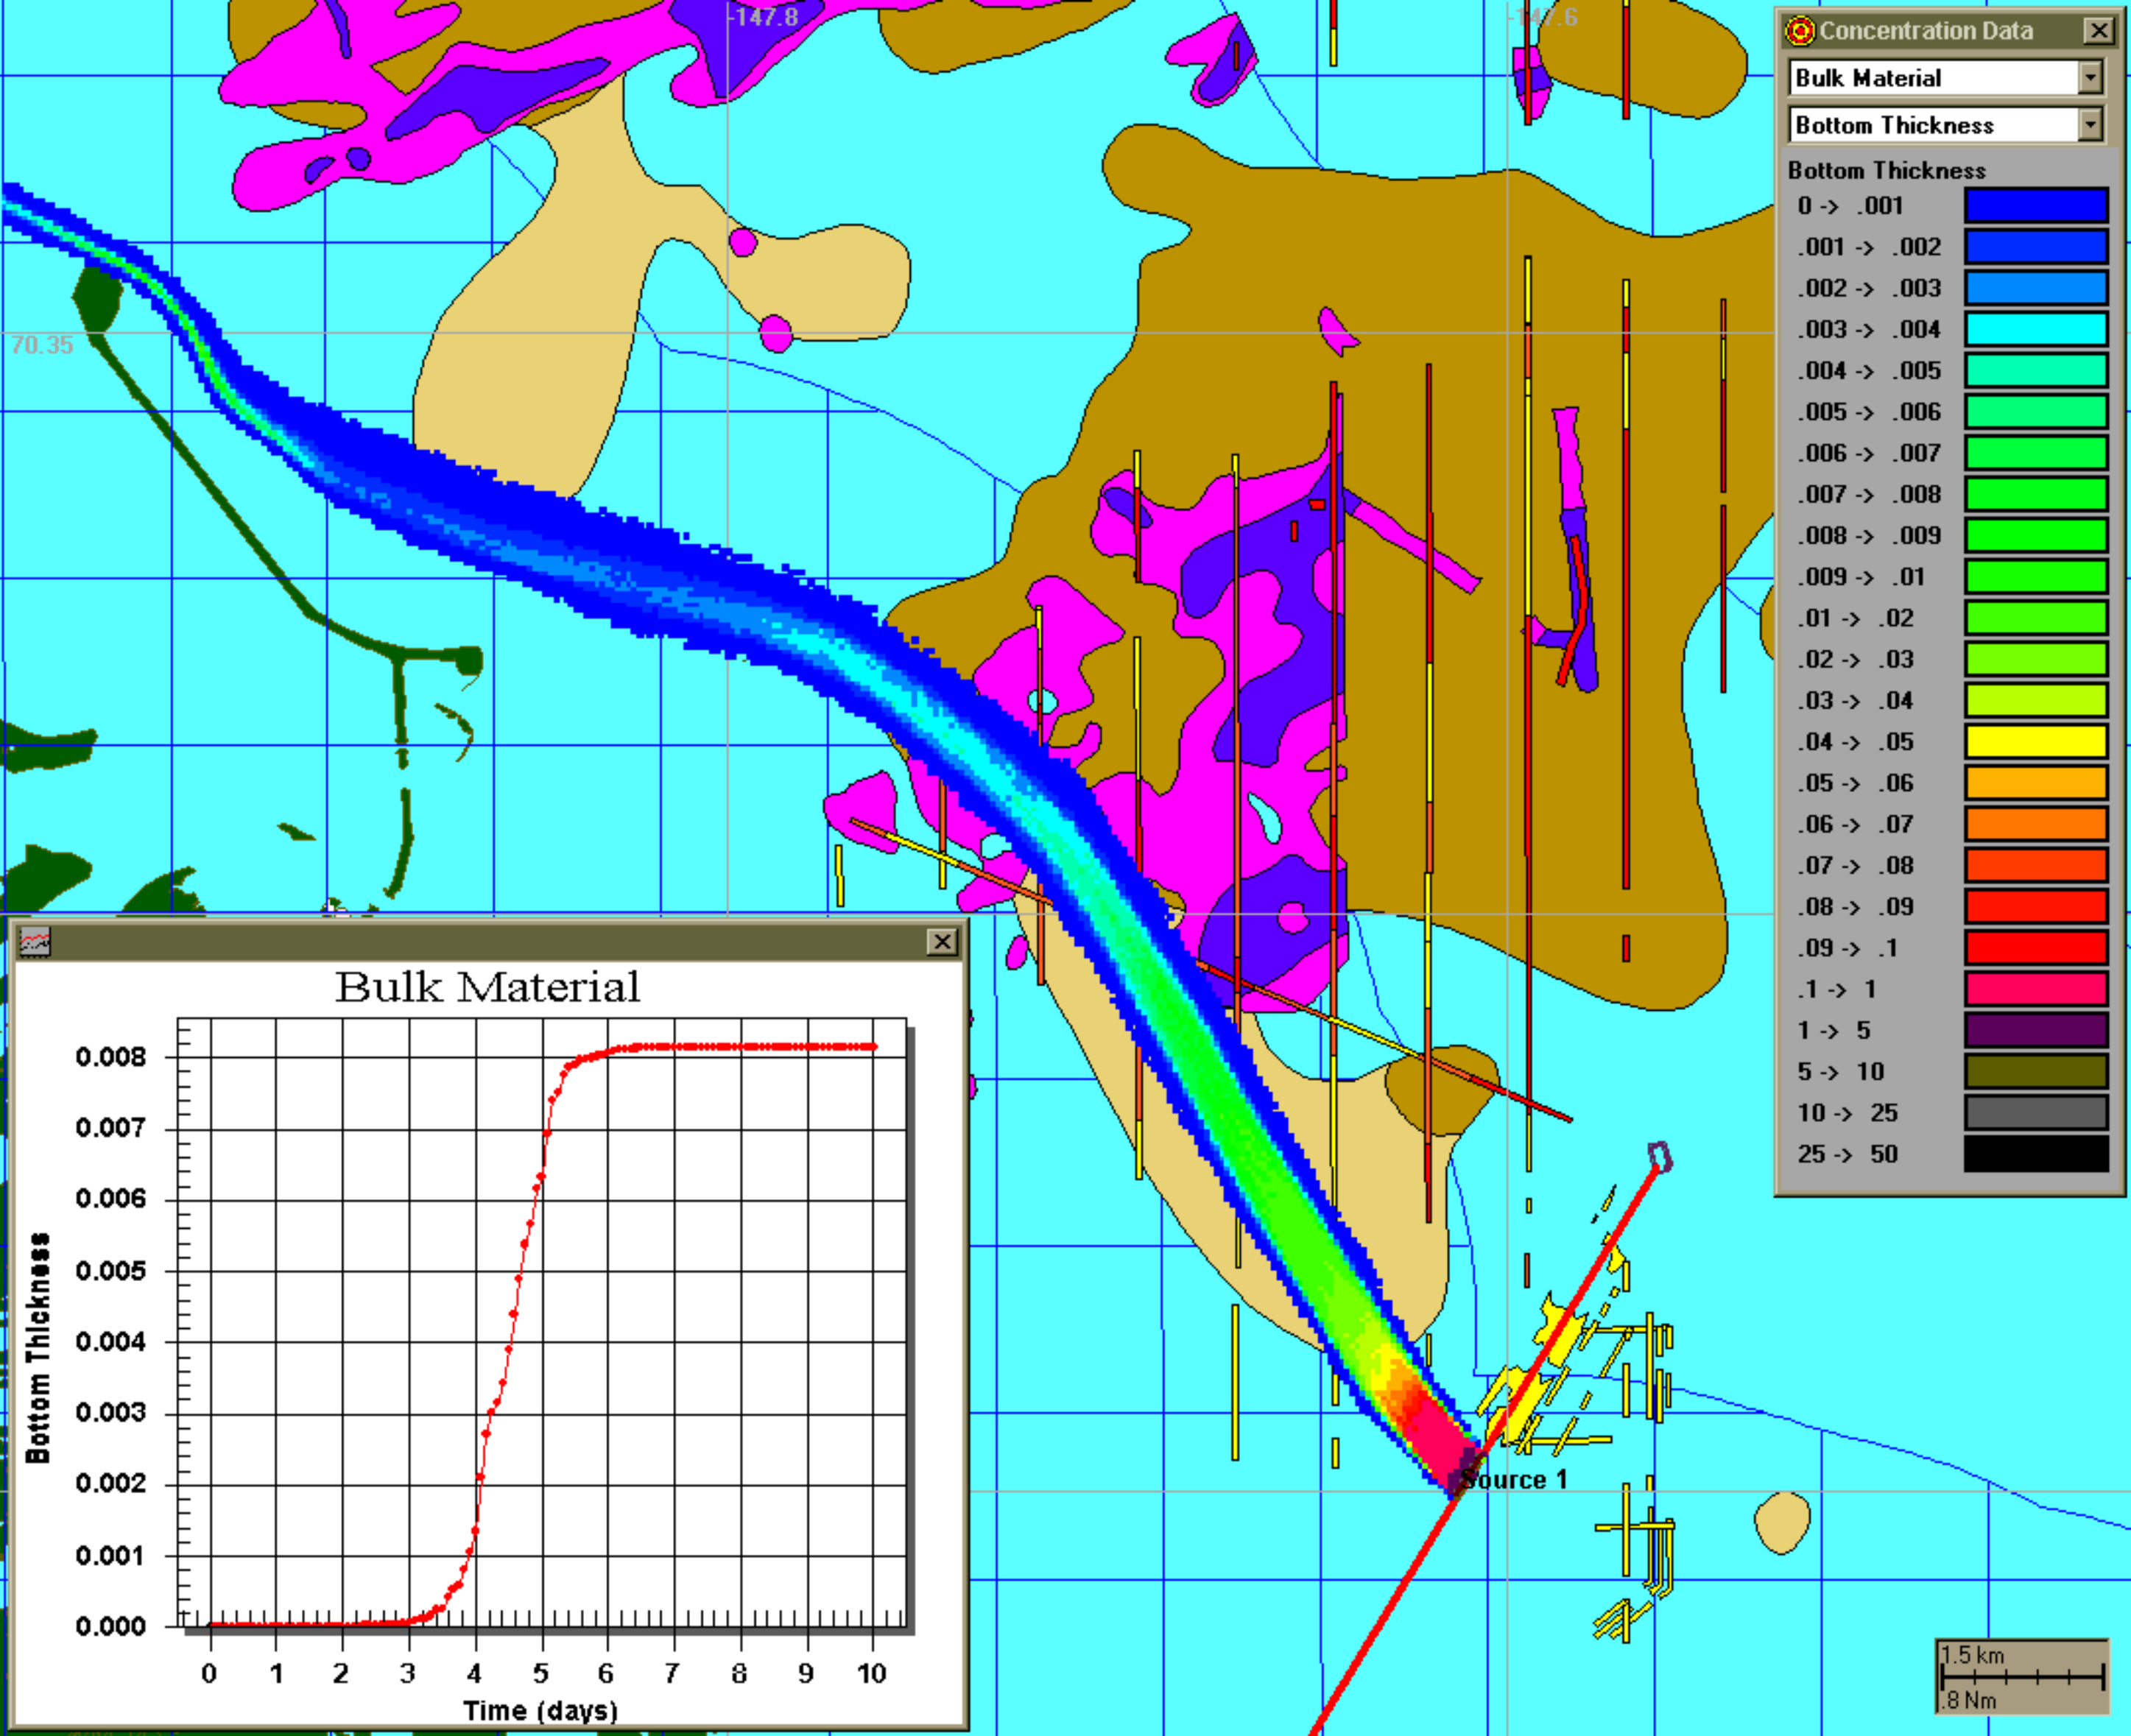 -147.8
-147.6
Concentration Data
Bulk Material
Bottom Thickness
Bottom Thickness
0 -> .001
.001 -> .002
.002 -> .003
.003 -> .004
.004 -> .005
.005 -> .006
.006 -> .007
.007 -> .008
.008 -> .009
.009 -> .01
.01 -> .02
.02 -> .03
.03 -> .04
.04 -> .05
.05 -> .06
.06 -> .07
.07 -> .08
.08 -> .09
.09 -> .1
.1 -> 1
1 -> 5
5 -> 10
10 -> 25
25 -> 50
70.35
Bulk Material
0.008
0.007
0.006
0.005
0.004
0.003
0.002
0.001
0.000
Bottom Thickness
0 1 2 3 4 5 6 7 8 9 10
Time (days)
Source 1
1.5 km
.8 Nm